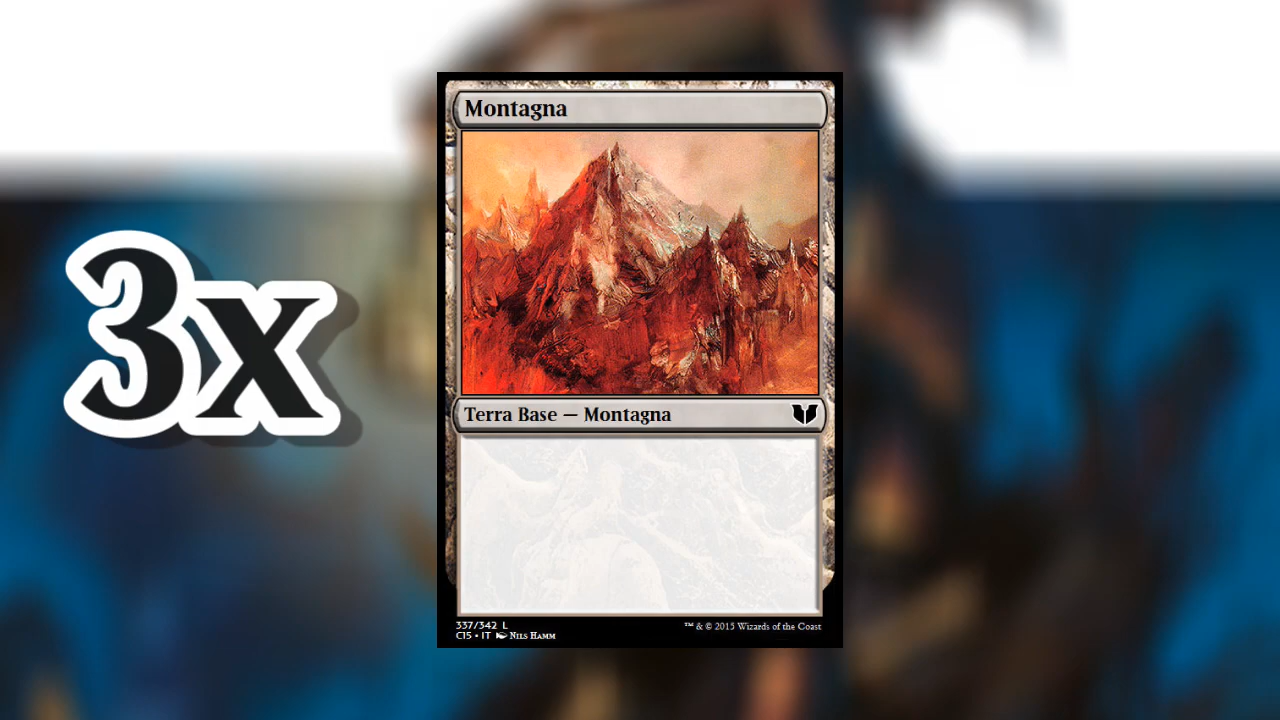 3x
Montagna
Terra Base — Montagna
337/342 L
C15 • IT Nils Hamm
™ & © 2015 Wizards of the Coast